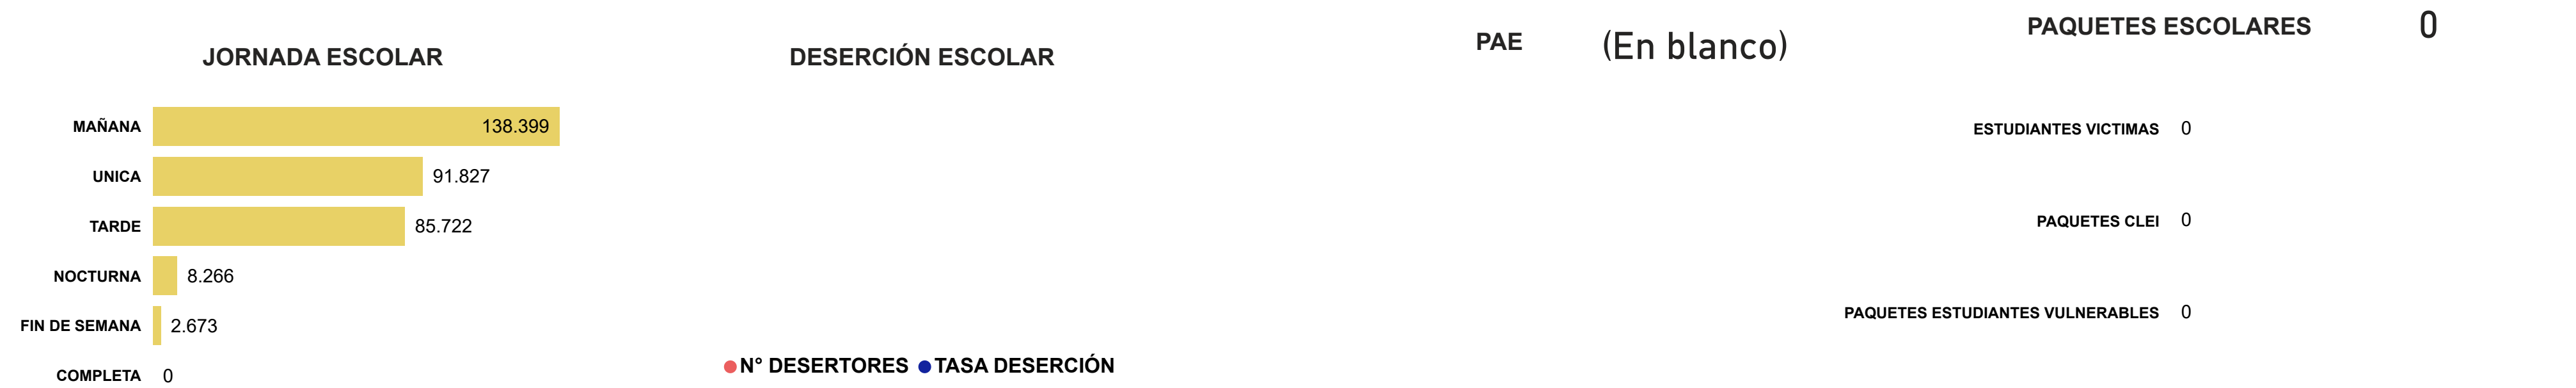 JORNADA ESCOLAR
MAÑANA 138.399
UNICA 91.827
TARDE 85.722
NOCTURNA 8.266
FIN DE SEMANA 2.673
COMPLETA 0
DESERCIÓN ESCOLAR
N° DESERTORES TASA DESERCIÓN
PAE (En blanco)
PAQUETES ESCOLARES 0
ESTUDIANTES VICTIMAS 0
PAQUETES CLEI 0
PAQUETES ESTUDIANTES VULNERABLES 0